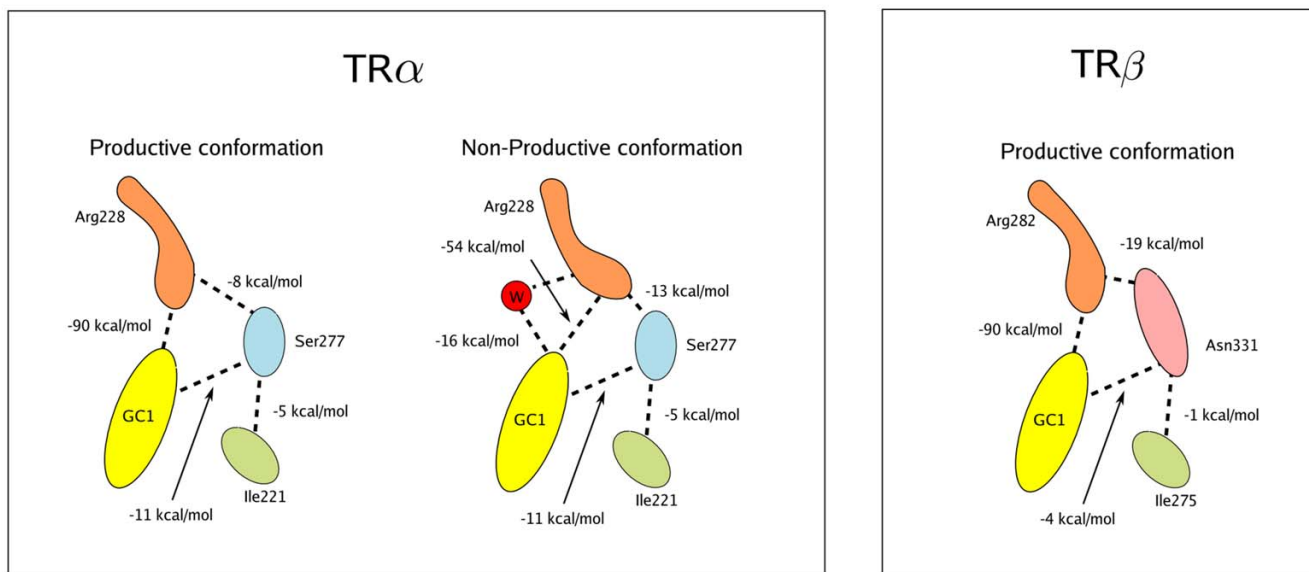 TRα
Productive conformation
Arg228
-8 kcal/mol
-90 kcal/mol
Ser277
GC1
-5 kcal/mol
Ile221
-11 kcal/mol
Non-Productive conformation
Arg228
-54 kcal/mol
W
-13 kcal/mol
-16 kcal/mol
Ser277
GC1
-5 kcal/mol
Ile221
-11 kcal/mol
TRβ
Productive conformation
Arg282
-19 kcal/mol
-90 kcal/mol
Asn331
GC1
-1 kcal/mol
Ile275
-4 kcal/mol